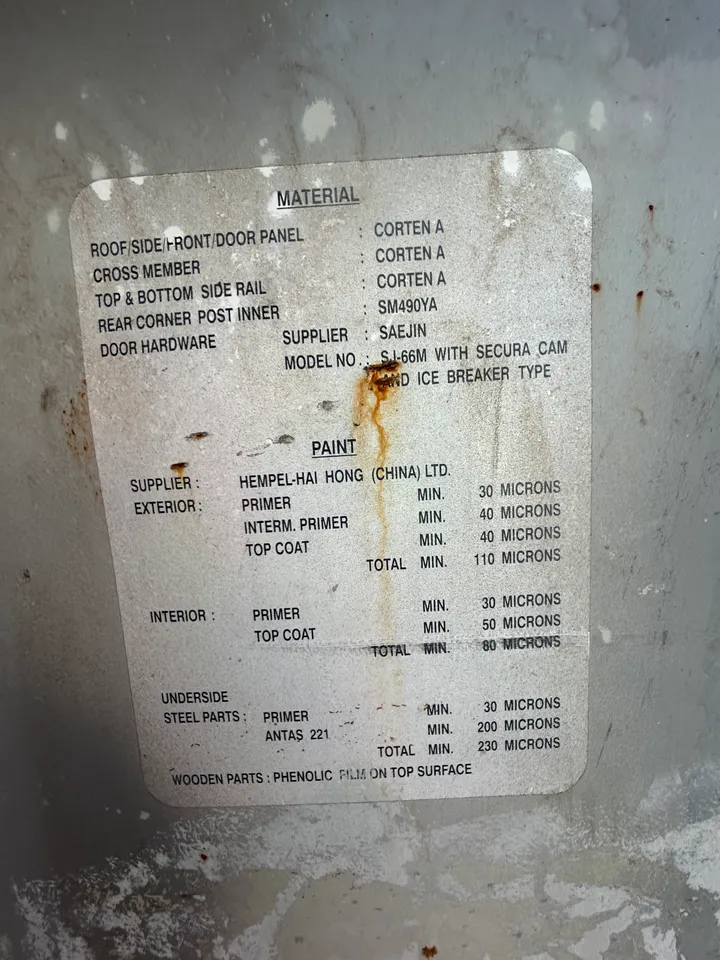 MATERIAL
ROOF/SIDE/FRONT/DOOR PANEL : CORTEN A
CROSS MEMBER : CORTEN A
TOP & BOTTOM SIDE RAIL : CORTEN A
REAR CORNER POST INNER : SM490YA
DOOR HARDWARE SUPPLIER : SAEJIN
MODEL NO. : SJ-66M WITH SECURA CAM
AND ICE BREAKER TYPE
PAINT
SUPPLIER : HEMPEL-HAI HONG (CHINA) LTD.
EXTERIOR : PRIMER MIN. 30 MICRONS
INTERM. PRIMER MIN. 40 MICRONS
TOP COAT MIN. 40 MICRONS
TOTAL MIN. 110 MICRONS
INTERIOR : PRIMER MIN. 30 MICRONS
TOP COAT MIN. 50 MICRONS
TOTAL MIN. 80 MICRONS
UNDERSIDE
STEEL PARTS : PRIMER MIN. 30 MICRONS
ANTAS 221 MIN. 200 MICRONS
TOTAL MIN. 230 MICRONS
WOODEN PARTS : PHENOLIC FILM ON TOP SURFACE